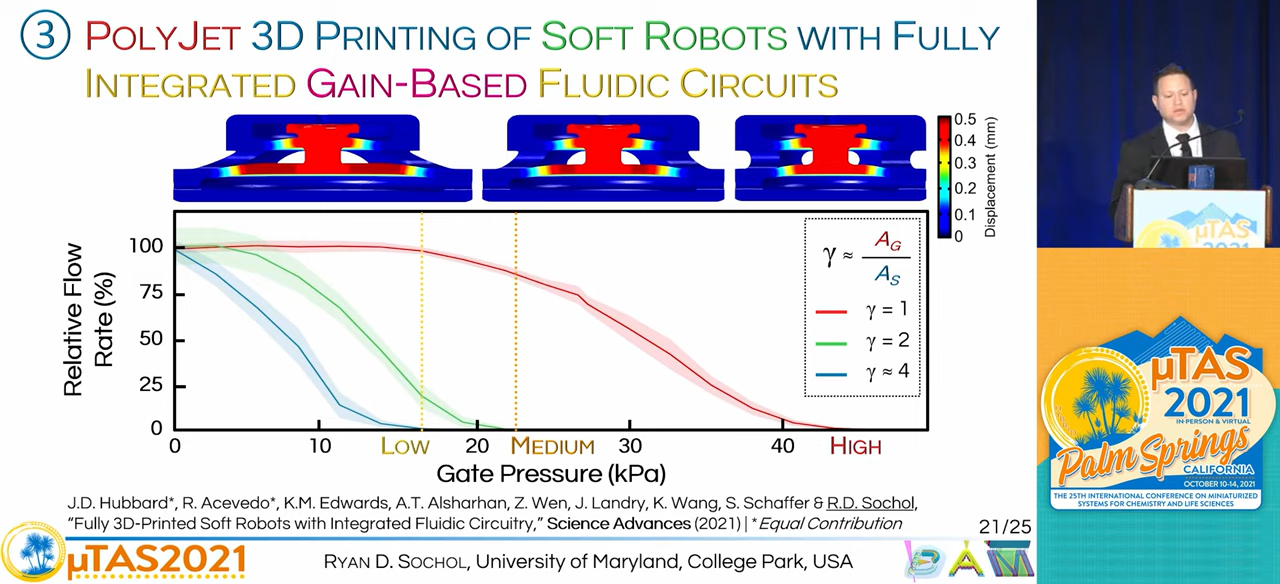 ③ POLYJET 3D PRINTING OF SOFT ROBOTS WITH FULLY
INTEGRATED GAIN-BASED FLUIDIC CIRCUITS
0.5
0.4
0.3
0.2
0.1
0
Displacement (mm)
Relative Flow
Rate (%)
100
75
50
25
0
γ ≈ A_G / A_S
γ = 1
γ = 2
γ ≈ 4
0 10 20 30 40
LOW MEDIUM HIGH
Gate Pressure (kPa)
J.D. Hubbard*, R. Acevedo*, K.M. Edwards, A.T. Alsharhan, Z. Wen, J. Landry, K. Wang, S. Schaffer & R.D. Sochol,
"Fully 3D-Printed Soft Robots with Integrated Fluidic Circuitry," Science Advances (2021) | *Equal Contribution
21/25
μTAS2021
RYAN D. SOCHOL, UNIVERSITY OF MARYLAND, COLLEGE PARK, USA
BAM
μTAS
2021
μTAS
2021
IN-PERSON & VIRTUAL
Palm Springs
CALIFORNIA
OCTOBER 10-14, 2021
THE 25TH INTERNATIONAL CONFERENCE ON MINIATURIZED
SYSTEMS FOR CHEMISTRY AND LIFE SCIENCES